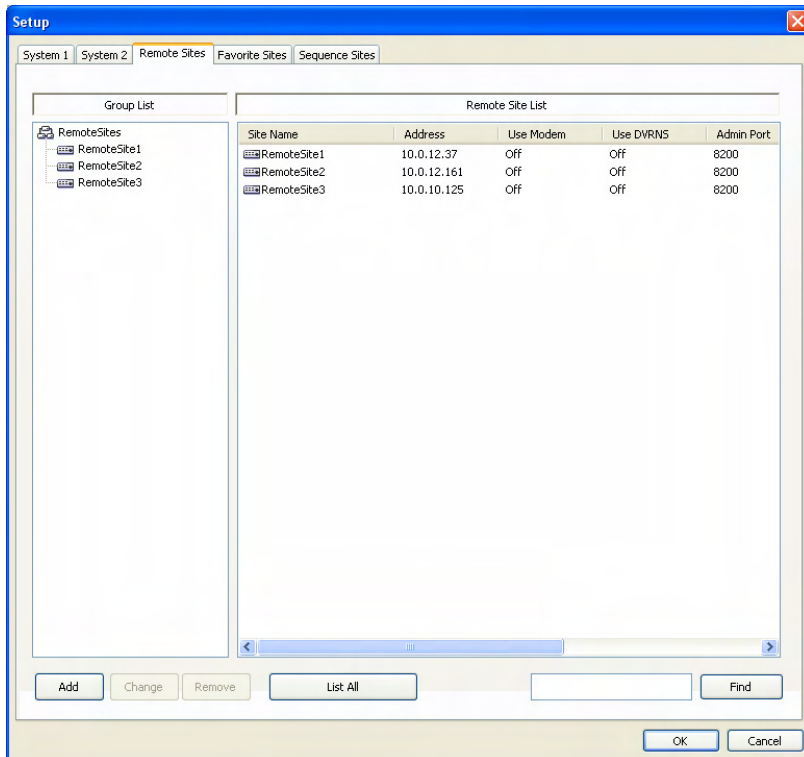 Setup
System 1 System 2 Remote Sites Favorite Sites Sequence Sites
Group List Remote Site List
RemoteSites
RemoteSite1
RemoteSite2
RemoteSite3
Site Name Address Use Modem Use DVRNS Admin Port
RemoteSite1 10.0.12.37 Off Off 8200
RemoteSite2 10.0.12.161 Off Off 8200
RemoteSite3 10.0.10.125 Off Off 8200
Add Change Remove List All Find
OK Cancel